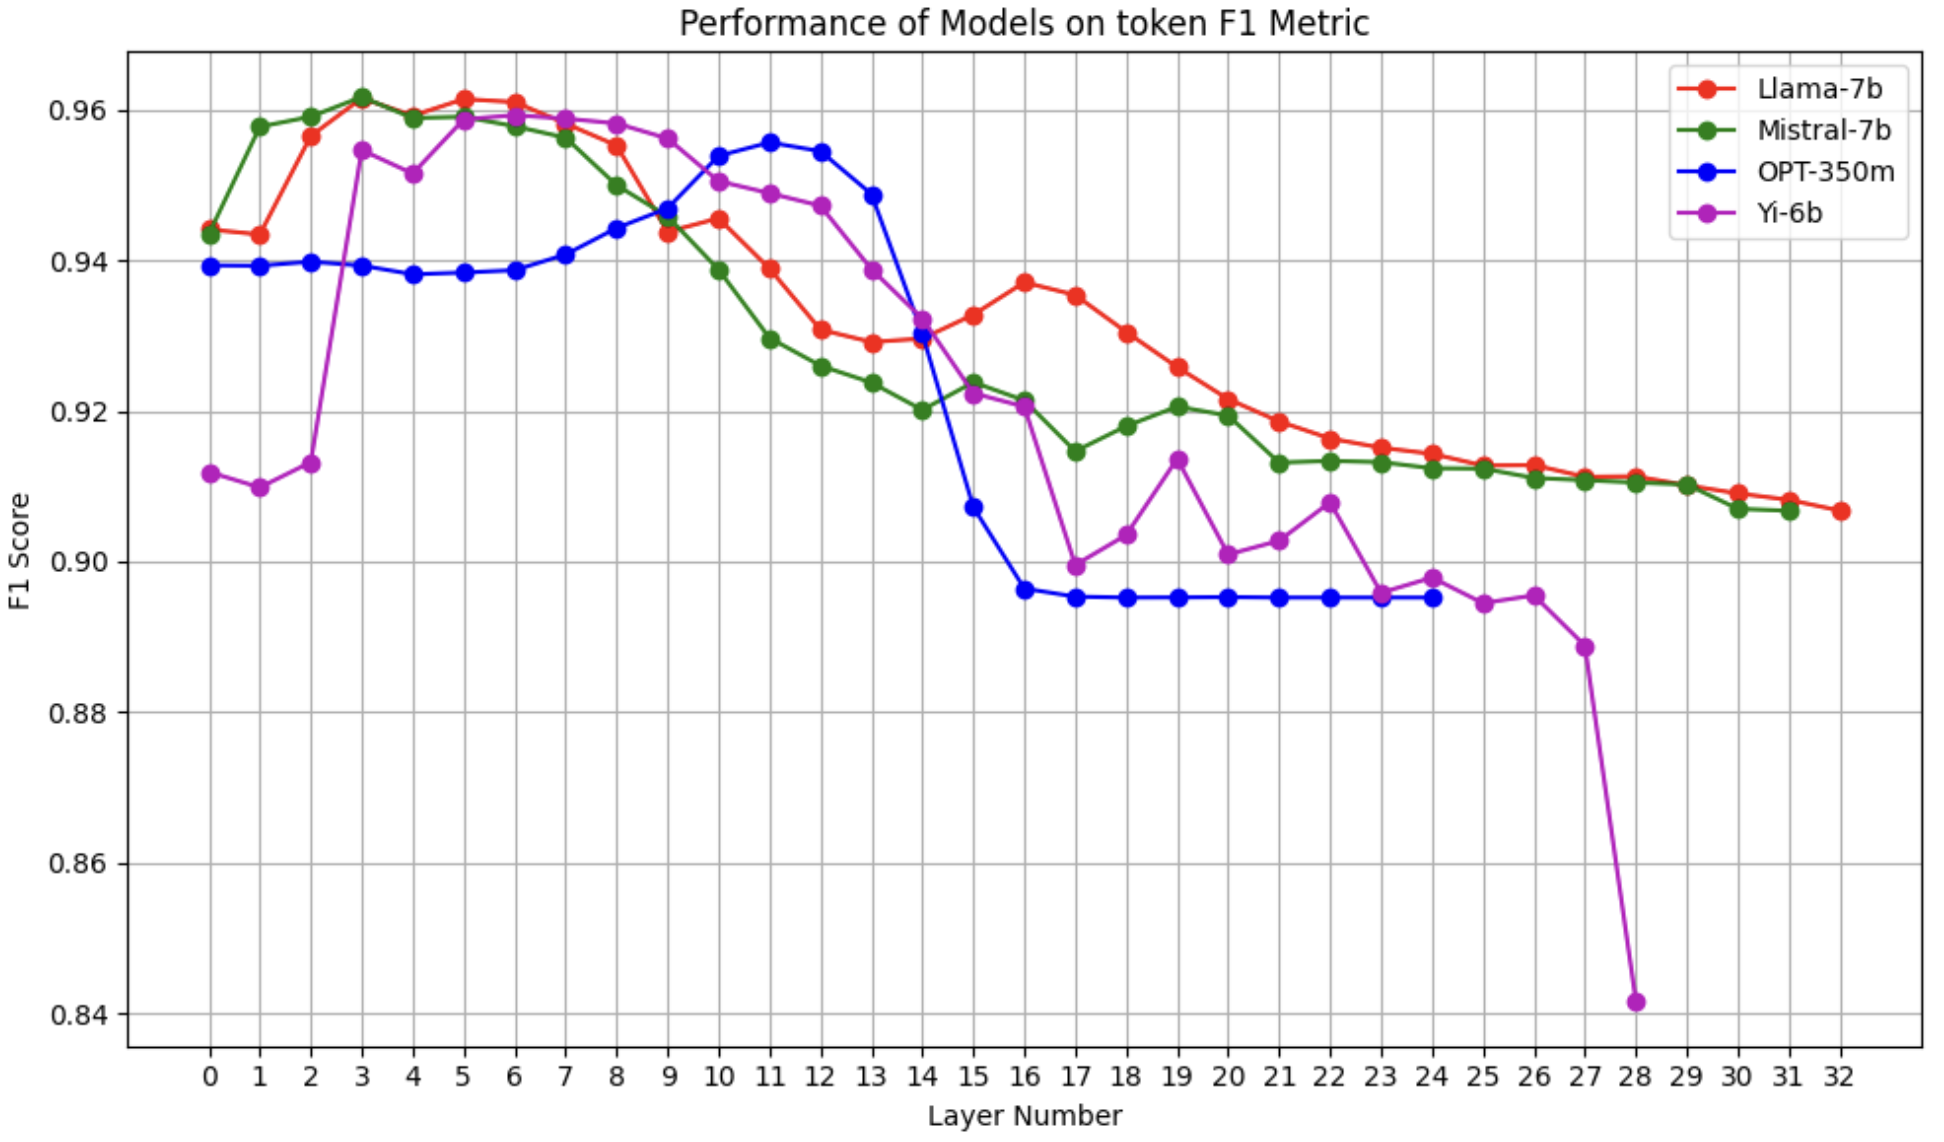 Performance of Models on token F1 Metric
Llama-7b
Mistral-7b
OPT-350m
Yi-6b
F1 Score
0.96
0.94
0.92
0.90
0.88
0.86
0.84
0 1 2 3 4 5 6 7 8 9 10 11 12 13 14 15 16 17 18 19 20 21 22 23 24 25 26 27 28 29 30 31 32
Layer Number